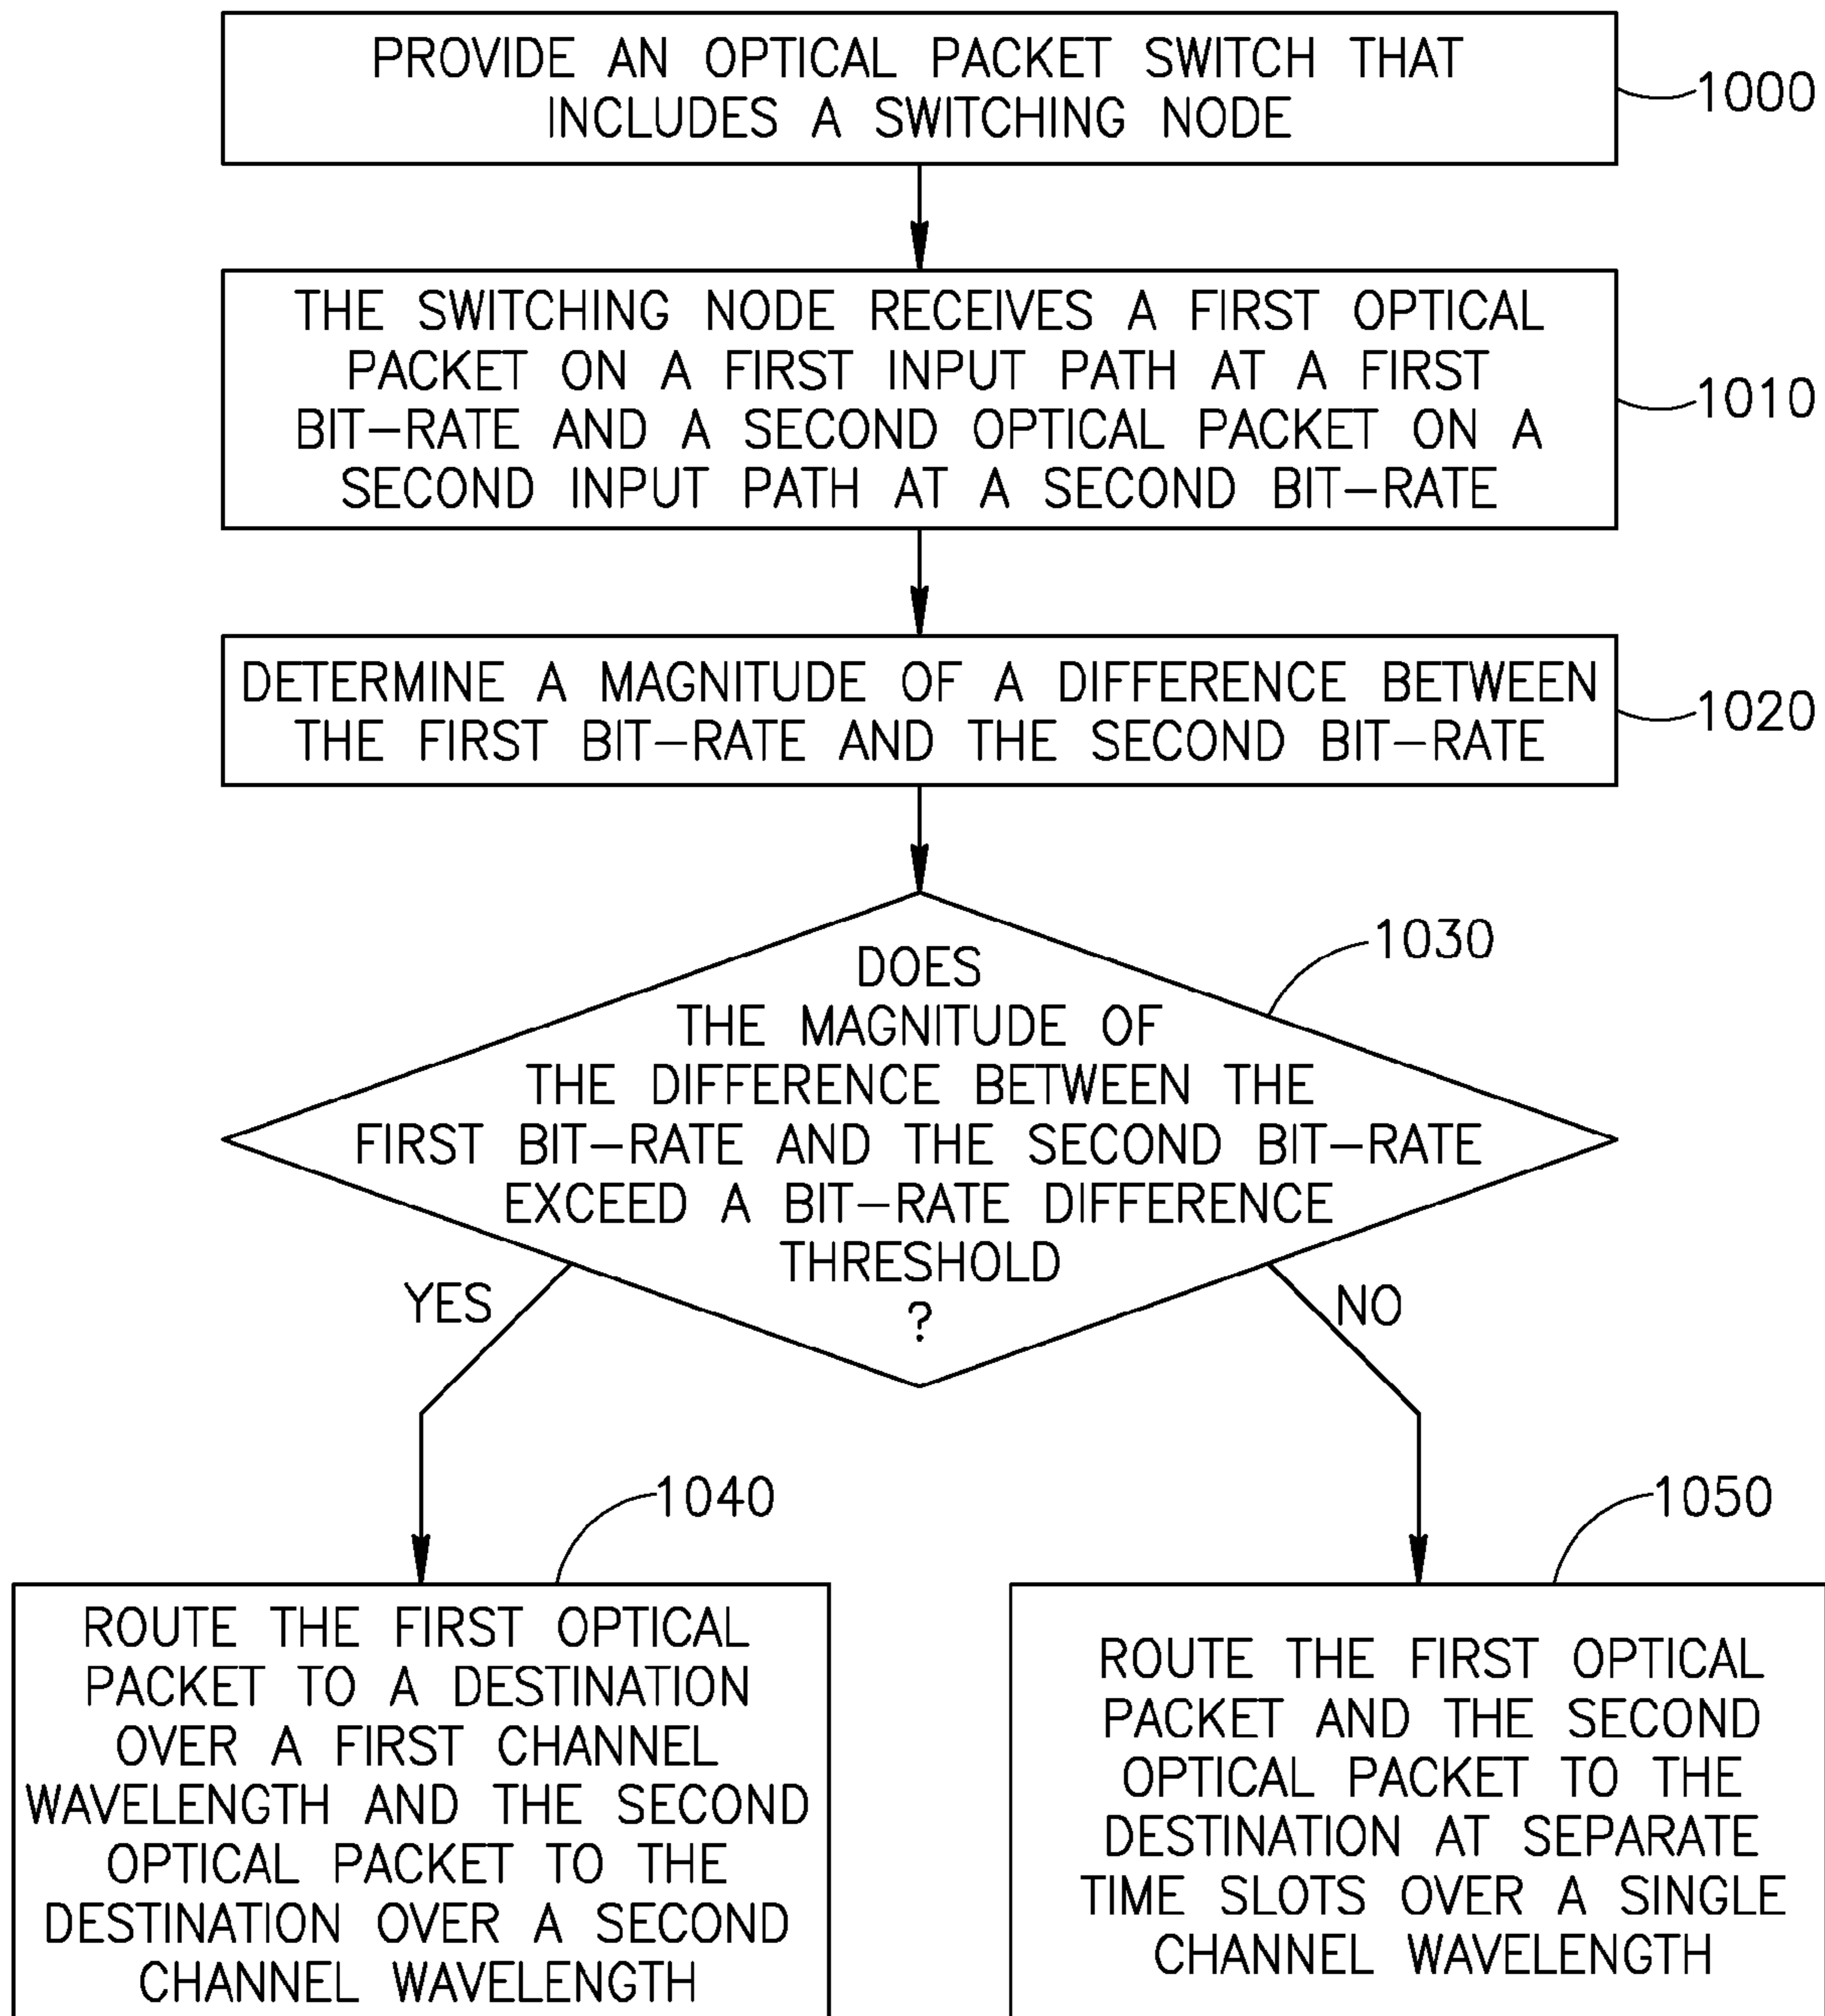 PROVIDE AN OPTICAL PACKET SWITCH THAT
INCLUDES A SWITCHING NODE
1000
THE SWITCHING NODE RECEIVES A FIRST OPTICAL
PACKET ON A FIRST INPUT PATH AT A FIRST
BIT-RATE AND A SECOND OPTICAL PACKET ON A
SECOND INPUT PATH AT A SECOND BIT-RATE
1010
DETERMINE A MAGNITUDE OF A DIFFERENCE BETWEEN
THE FIRST BIT-RATE AND THE SECOND BIT-RATE
1020
1030
DOES
THE MAGNITUDE OF
THE DIFFERENCE BETWEEN THE
FIRST BIT-RATE AND THE SECOND BIT-RATE
EXCEED A BIT-RATE DIFFERENCE
THRESHOLD
?
YES
NO
1040
ROUTE THE FIRST OPTICAL
PACKET TO A DESTINATION
OVER A FIRST CHANNEL
WAVELENGTH AND THE SECOND
OPTICAL PACKET TO THE
DESTINATION OVER A SECOND
CHANNEL WAVELENGTH
1050
ROUTE THE FIRST OPTICAL
PACKET AND THE SECOND
OPTICAL PACKET TO THE
DESTINATION AT SEPARATE
TIME SLOTS OVER A SINGLE
CHANNEL WAVELENGTH